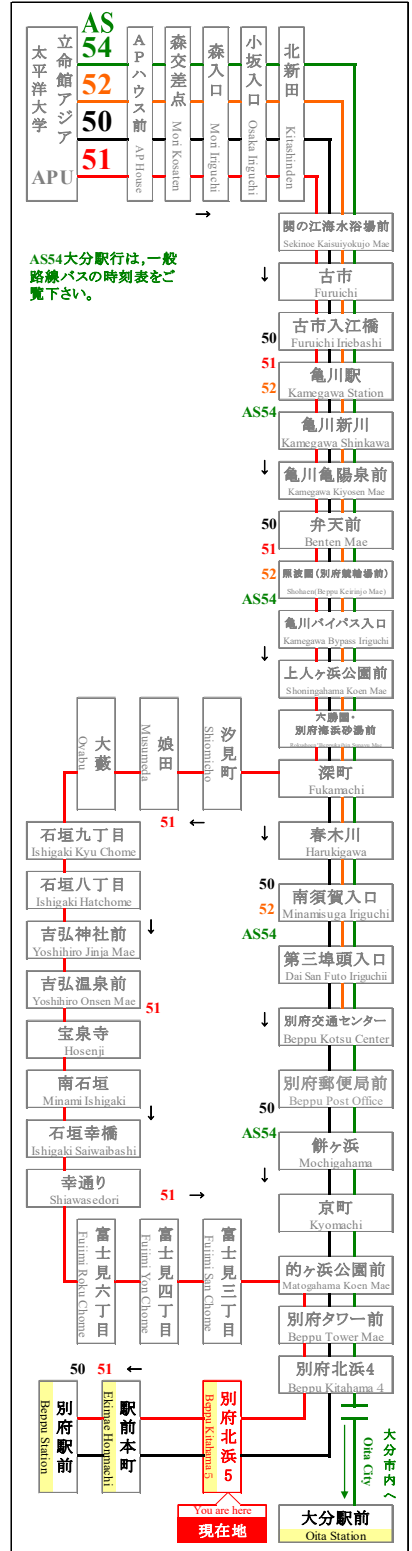 立命館アジア
太平洋大学
APU
AS
54
52
50
51
APハウス前
AP House
森交差点
Mori Kosaten
森入口
Mori Iriguchi
小坂入口
Osaka Iriguchi
北新田
Kitashinden
→
AS54大分駅行は,一般
路線バスの時刻表をご
覧下さい。
関の江海水浴場前
Sekinoe Kaisuiyokujo Mae
↓
古市
Furuichi
古市入江橋
Furuichi Iriebashi
50
51
52
AS54
亀川駅
Kamegawa Station
亀川新川
Kamegawa Shinkawa
↓
亀川亀陽泉前
Kamegawa Kiyosen Mae
50
51
52
AS54
弁天前
Benten Mae
照波園(別府競輪場前)
Shohaen(Beppu Keirinjo Mae)
亀川バイパス入口
Kamegawa Bypass Iriguchi
↓
上人ヶ浜公園前
Shoningahama Koen Mae
六勝園・
別府海浜砂湯前
深町
Fukamachi
汐見町
Shiomicho
娘田
Musumeda
大藪
Oyabu
51 ←
石垣九丁目
Ishigaki Kyu Chome
石垣八丁目
Ishigaki Hatchome
↓
吉弘神社前
Yoshihiro Jinja Mae
吉弘温泉前
Yoshihiro Onsen Mae
51
宝泉寺
Hosenji
南石垣
Minami Ishigaki
↓
石垣幸橋
Ishigaki Saiwaibashi
幸通り
Shiawasedori
51 →
富士見六丁目
Fujimi Roku Chome
富士見四丁目
Fujimi Yon Chome
富士見三丁目
Fujimi San Chome
↓
春木川
Harukigawa
50
52
AS54
南須賀入口
Minamisuga Iriguchi
第三埠頭入口
Dai San Futo Iriguchii
↓
別府交通センター
Beppu Kotsu Center
別府郵便局前
Beppu Post Office
50
AS54
餅ヶ浜
Mochigahama
↓
京町
Kyomachi
的ヶ浜公園前
Matogahama Koen Mae
別府タワー前
Beppu Tower Mae
別府北浜4
Beppu Kitahama 4
50 51 ←
別府北浜5
Beppu Kitahama 5
駅前本町
Ekimae Honmachi
別府駅前
Beppu Station
You are here
現在地
大分市内へ
Oita City
大分駅前
Oita Station